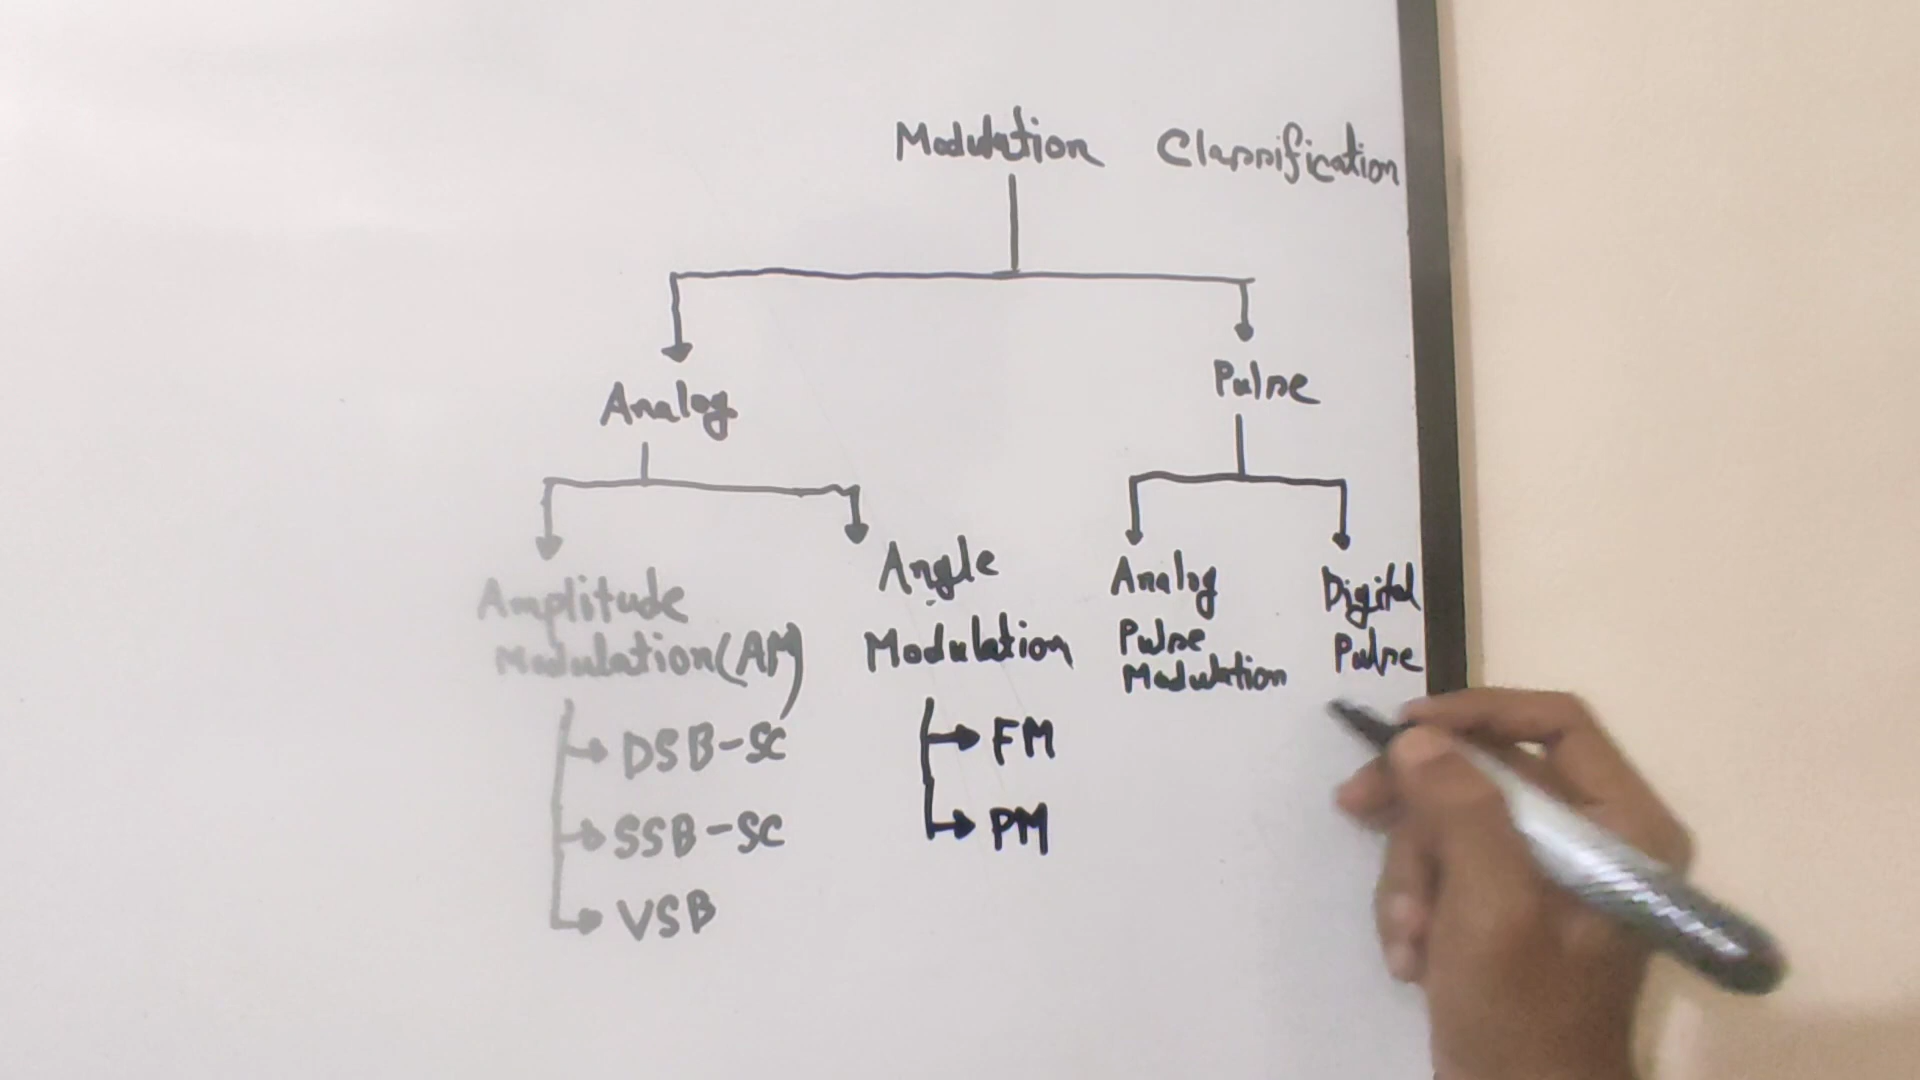 Modulation Classification
Analog
Pulse
Amplitude
Modulation(AM)
DSB-SC
SSB-SC
VSB
Angle
Modulation
FM
PM
Analog
Pulse
Modulation
Digital
Pulse